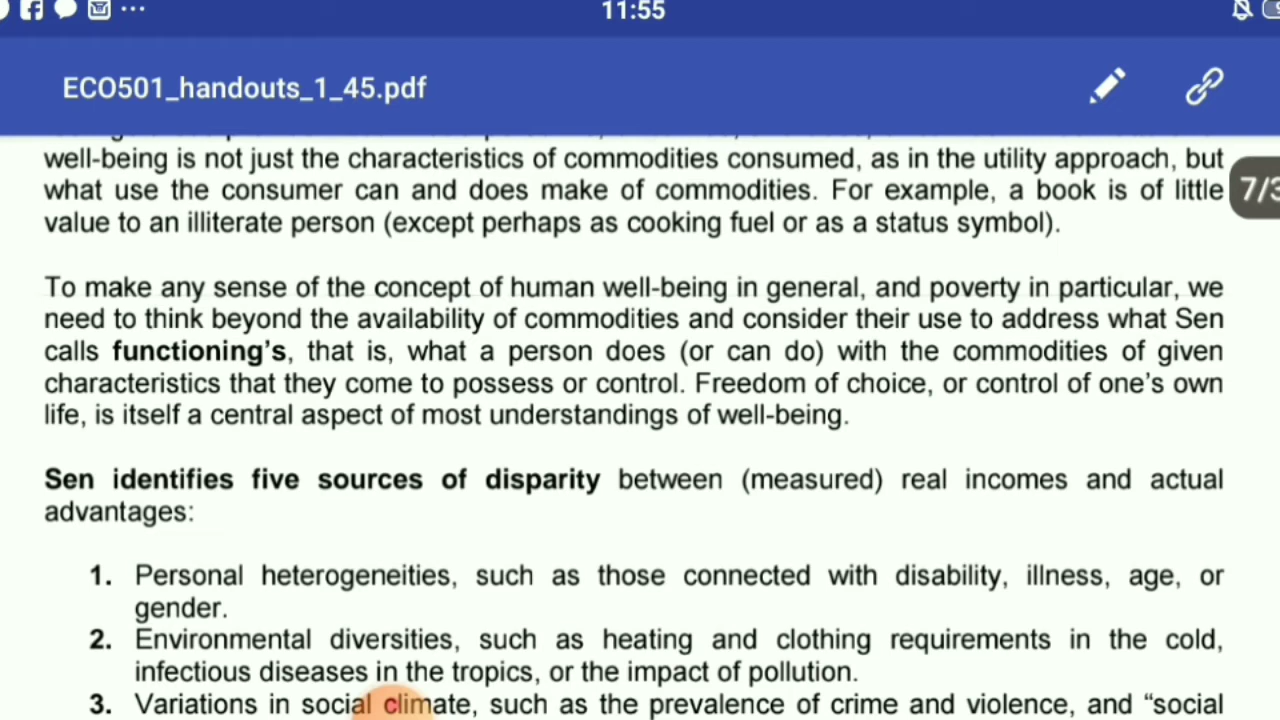 11:55
ECO501_handouts_1_45.pdf
well-being is not just the characteristics of commodities consumed, as in the utility approach, but
what use the consumer can and does make of commodities. For example, a book is of little
7/3
value to an illiterate person (except perhaps as cooking fuel or as a status symbol).
To make any sense of the concept of human well-being in general, and poverty in particular, we
need to think beyond the availability of commodities and consider their use to address what Sen
calls functioning's, that is, what a person does (or can do) with the commodities of given
characteristics that they come to possess or control. Freedom of choice, or control of one's own
life, is itself a central aspect of most understandings of well-being.
Sen identifies five sources of disparity between (measured) real incomes and actual
advantages:
1. Personal heterogeneities, such as those connected with disability, illness, age, or
gender.
2. Environmental diversities, such as heating and clothing requirements in the cold,
infectious diseases in the tropics, or the impact of pollution.
3. Variations in social climate, such as the prevalence of crime and violence, and “social